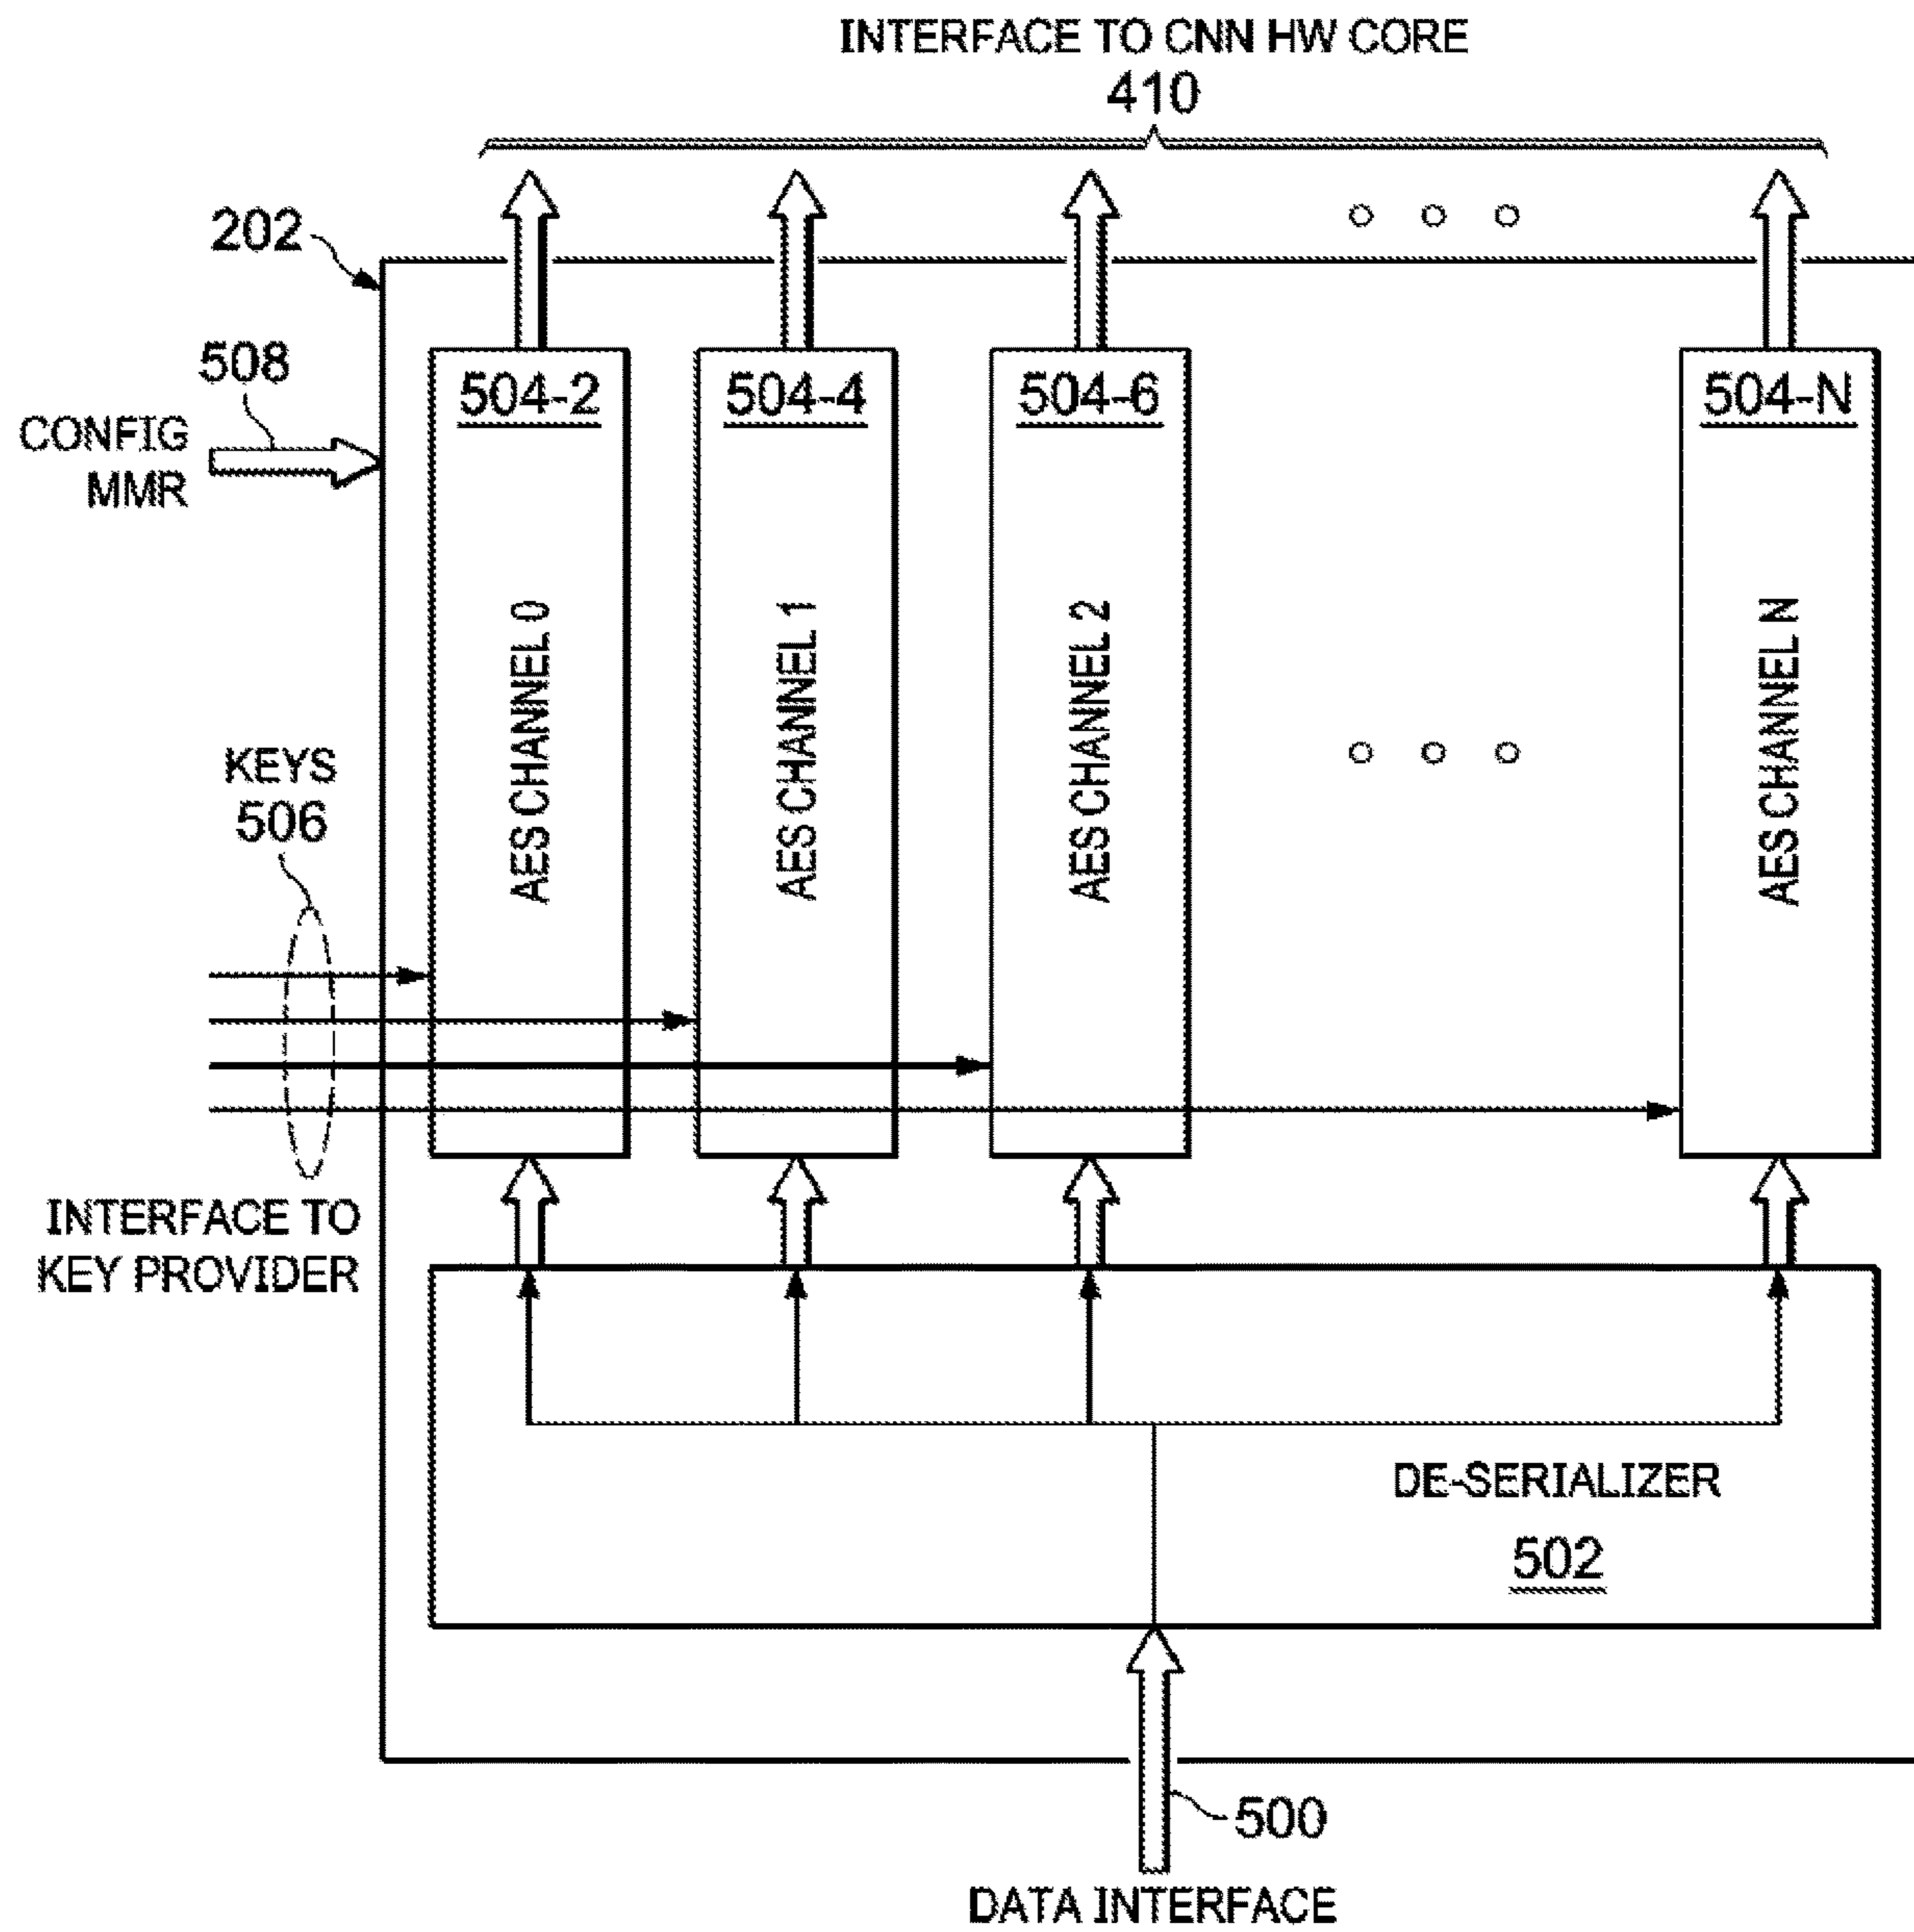 INTERFACE TO CNN HW CORE
410
202
508
CONFIG
MMR
504-2
504-4
504-6
504-N
AES CHANNEL 0
AES CHANNEL 1
AES CHANNEL 2
AES CHANNEL N
KEYS
506
INTERFACE TO
KEY PROVIDER
DE-SERIALIZER
502
500
DATA INTERFACE